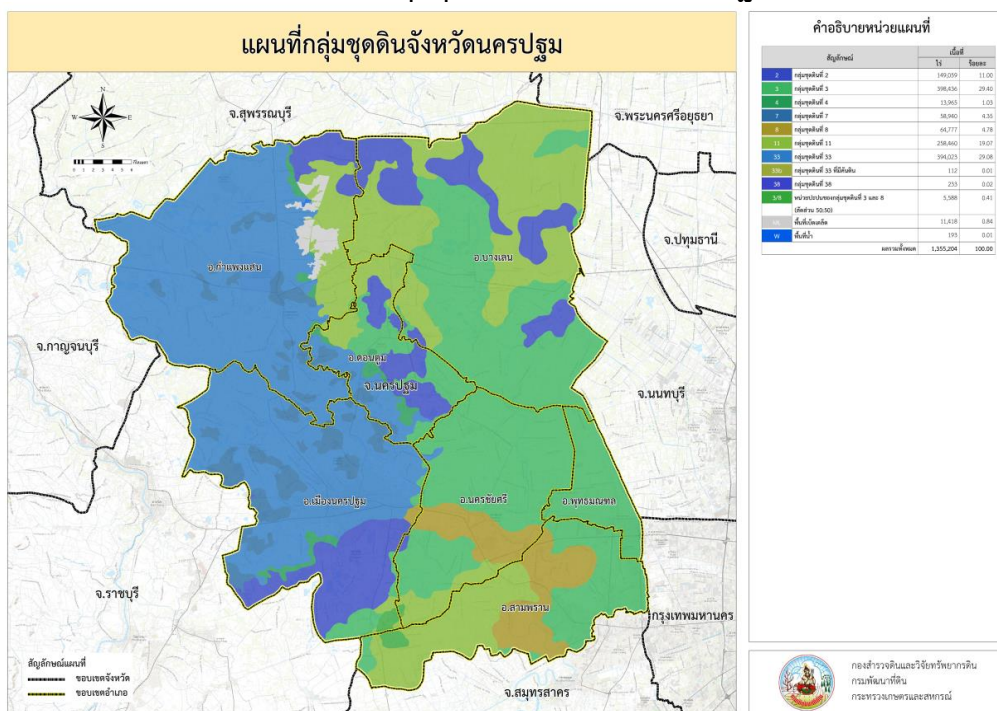 แผนที่กลุ่มชุดดินจังหวัดนครปฐม
N
W
E
S
กิโลเมตร
0 1 2 3 4
จ.สุพรรณบุรี
จ.พระนครศรีอยุธยา
จ.ปทุมธานี
อ.กำแพงแสน
อ.บางเลน
จ.กาญจนบุรี
อ.ดอนตูม
จ.นครปฐม
จ.นนทบุรี
อ.เมืองนครปฐม
อ.นครชัยศรี
อ.พุทธมณฑล
จ.ราชบุรี
อ.สามพราน
กรุงเทพมหานคร
จ.สมุทรสาคร
สัญลักษณ์แผนที่
ขอบเขตจังหวัด
ขอบเขตอำเภอ
คำอธิบายหน่วยแผนที่
สัญลักษณ์ เนื้อที่
ไร่ ร้อยละ
2 กลุ่มชุดดินที่ 2 149,039 11.00
3 กลุ่มชุดดินที่ 3 398,436 29.40
4 กลุ่มชุดดินที่ 4 13,965 1.03
7 กลุ่มชุดดินที่ 7 58,940 4.35
8 กลุ่มชุดดินที่ 8 64,777 4.78
11 กลุ่มชุดดินที่ 11 258,460 19.07
33 กลุ่มชุดดินที่ 33 394,023 29.08
33b กลุ่มชุดดินที่ 33 ที่มีคันดิน 112 0.01
38 กลุ่มชุดดินที่ 38 253 0.02
3/8 หน่วยปะปนของกลุ่มชุดดินที่ 3 และ 8 5,588 0.41
(สัดส่วน 50:50)
พื้นที่เบ็ดเตล็ด 11,418 0.84
W พื้นที่น้ำ 193 0.01
ผลรวมทั้งหมด 1,355,204 100.00
กองสำรวจดินและวิจัยทรัพยากรดิน
กรมพัฒนาที่ดิน
กระทรวงเกษตรและสหกรณ์